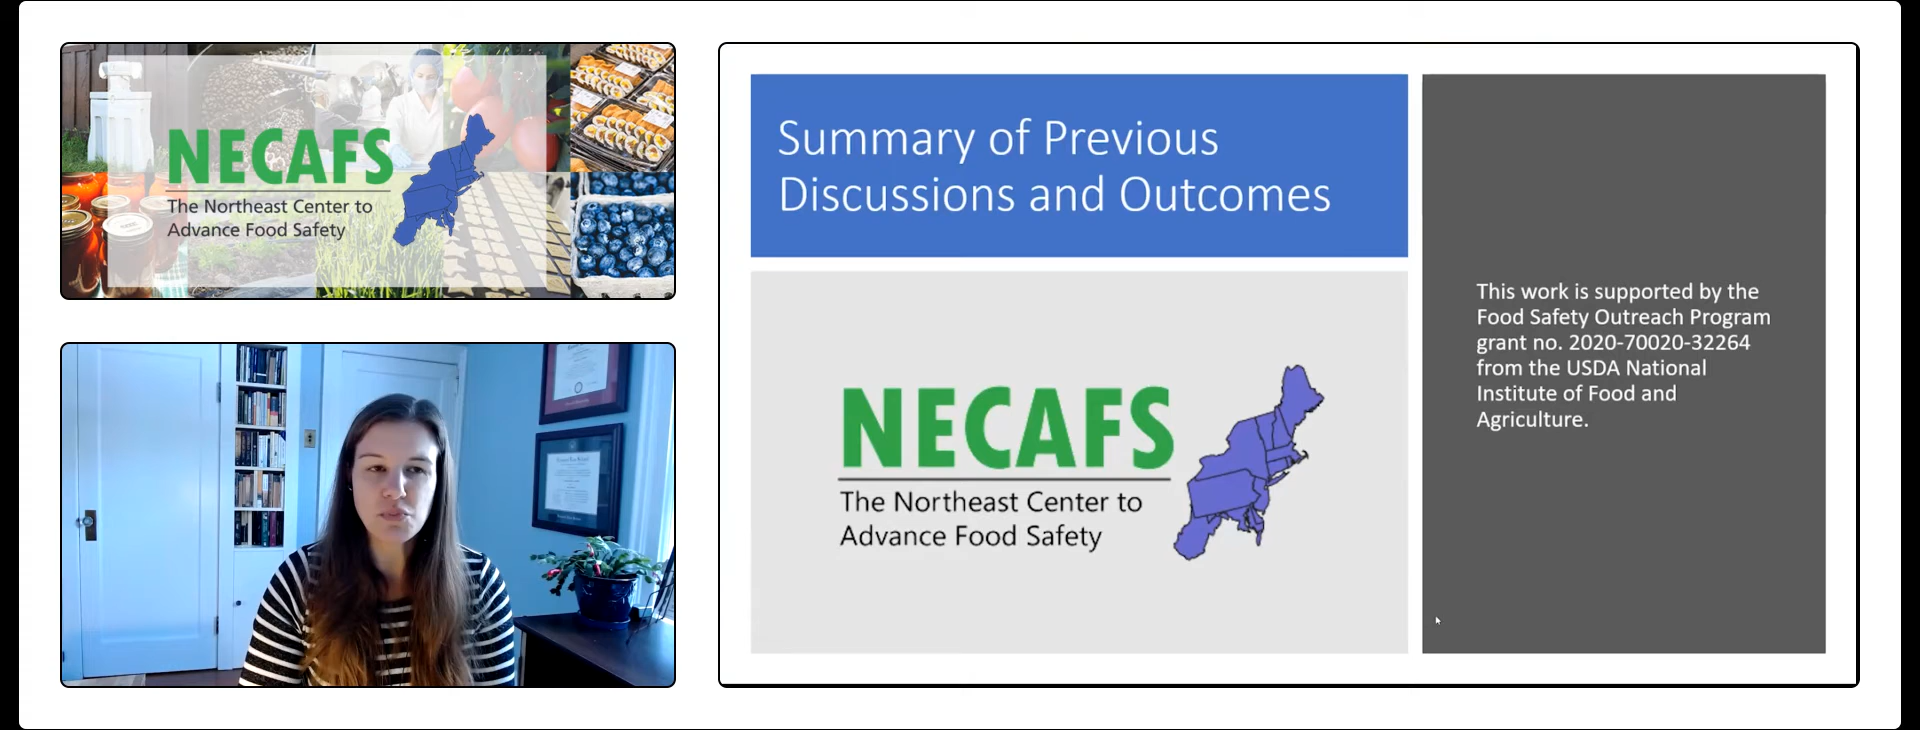 NECAFS
The Northeast Center to
Advance Food Safety
Summary of Previous
Discussions and Outcomes
NECAFS
The Northeast Center to
Advance Food Safety
This work is supported by the
Food Safety Outreach Program
grant no. 2020-70020-32264
from the USDA National
Institute of Food and
Agriculture.